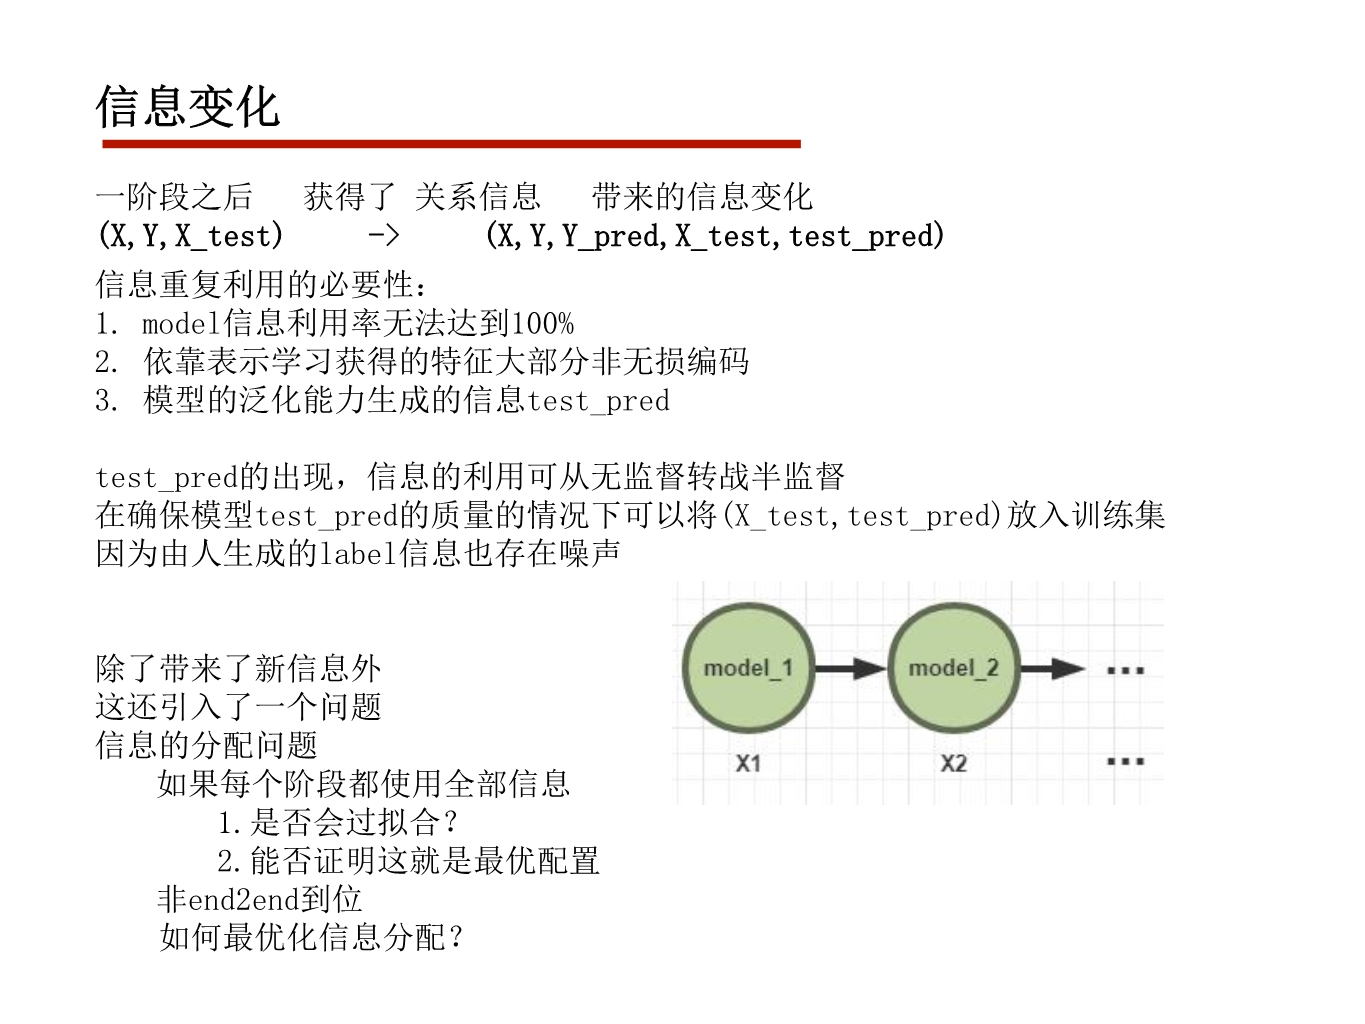 信息变化
一阶段之后 获得了 关系信息 带来的信息变化
(X,Y,X_test) -> (X,Y,Y_pred,X_test,test_pred)
信息重复利用的必要性:
1. model信息利用率无法达到100%
2. 依靠表示学习获得的特征大部分非无损编码
3. 模型的泛化能力生成的信息test_pred
test_pred的出现，信息的利用可从无监督转战半监督
在确保模型test_pred的质量的情况下可以将(X_test,test_pred)放入训练集
因为由人生成的label信息也存在噪声
除了带来了新信息外
这还引入了一个问题
信息的分配问题
如果每个阶段都使用全部信息
1.是否会过拟合?
2.能否证明这就是最优配置
非end2end到位
如何最优化信息分配?
model_1 model_2 ...
X1 X2 ...